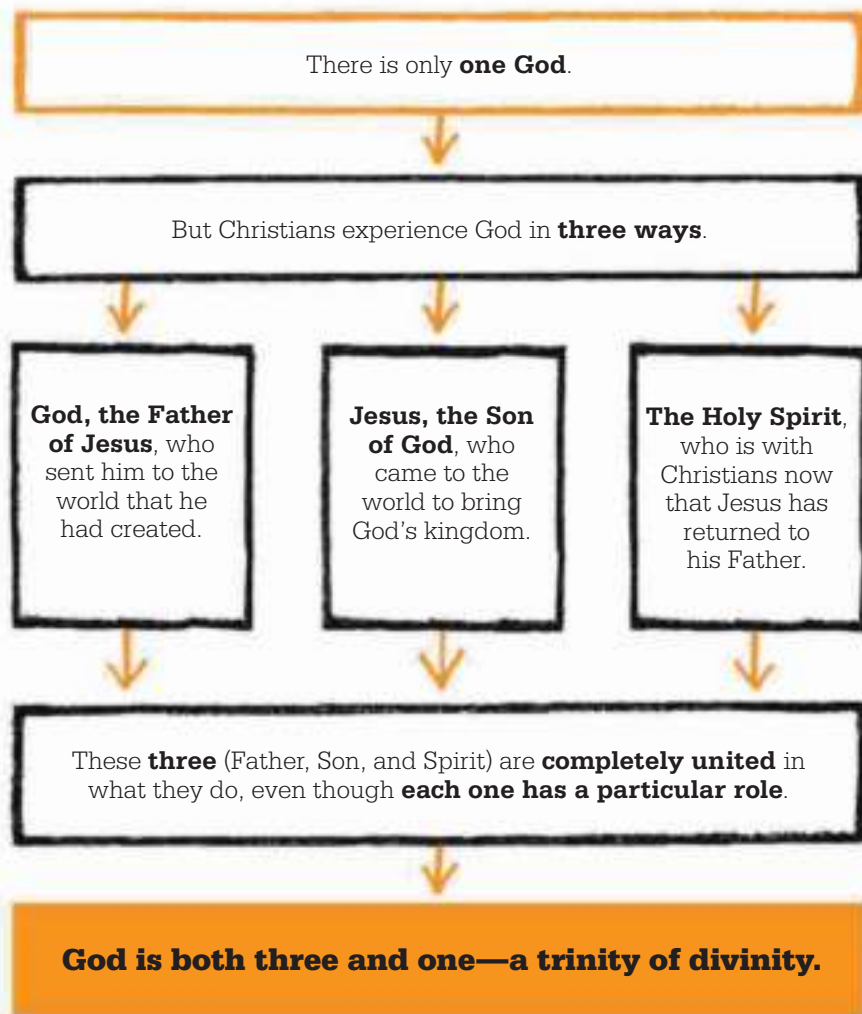 There is only one God.
But Christians experience God in three ways.
God, the Father
of Jesus, who
sent him to the
world that he
had created.
Jesus, the Son
of God, who
came to the
world to bring
God's kingdom.
The Holy Spirit,
who is with
Christians now
that Jesus has
returned to
his Father.
These three (Father, Son, and Spirit) are completely united in
what they do, even though each one has a particular role.
God is both three and one—a trinity of divinity.